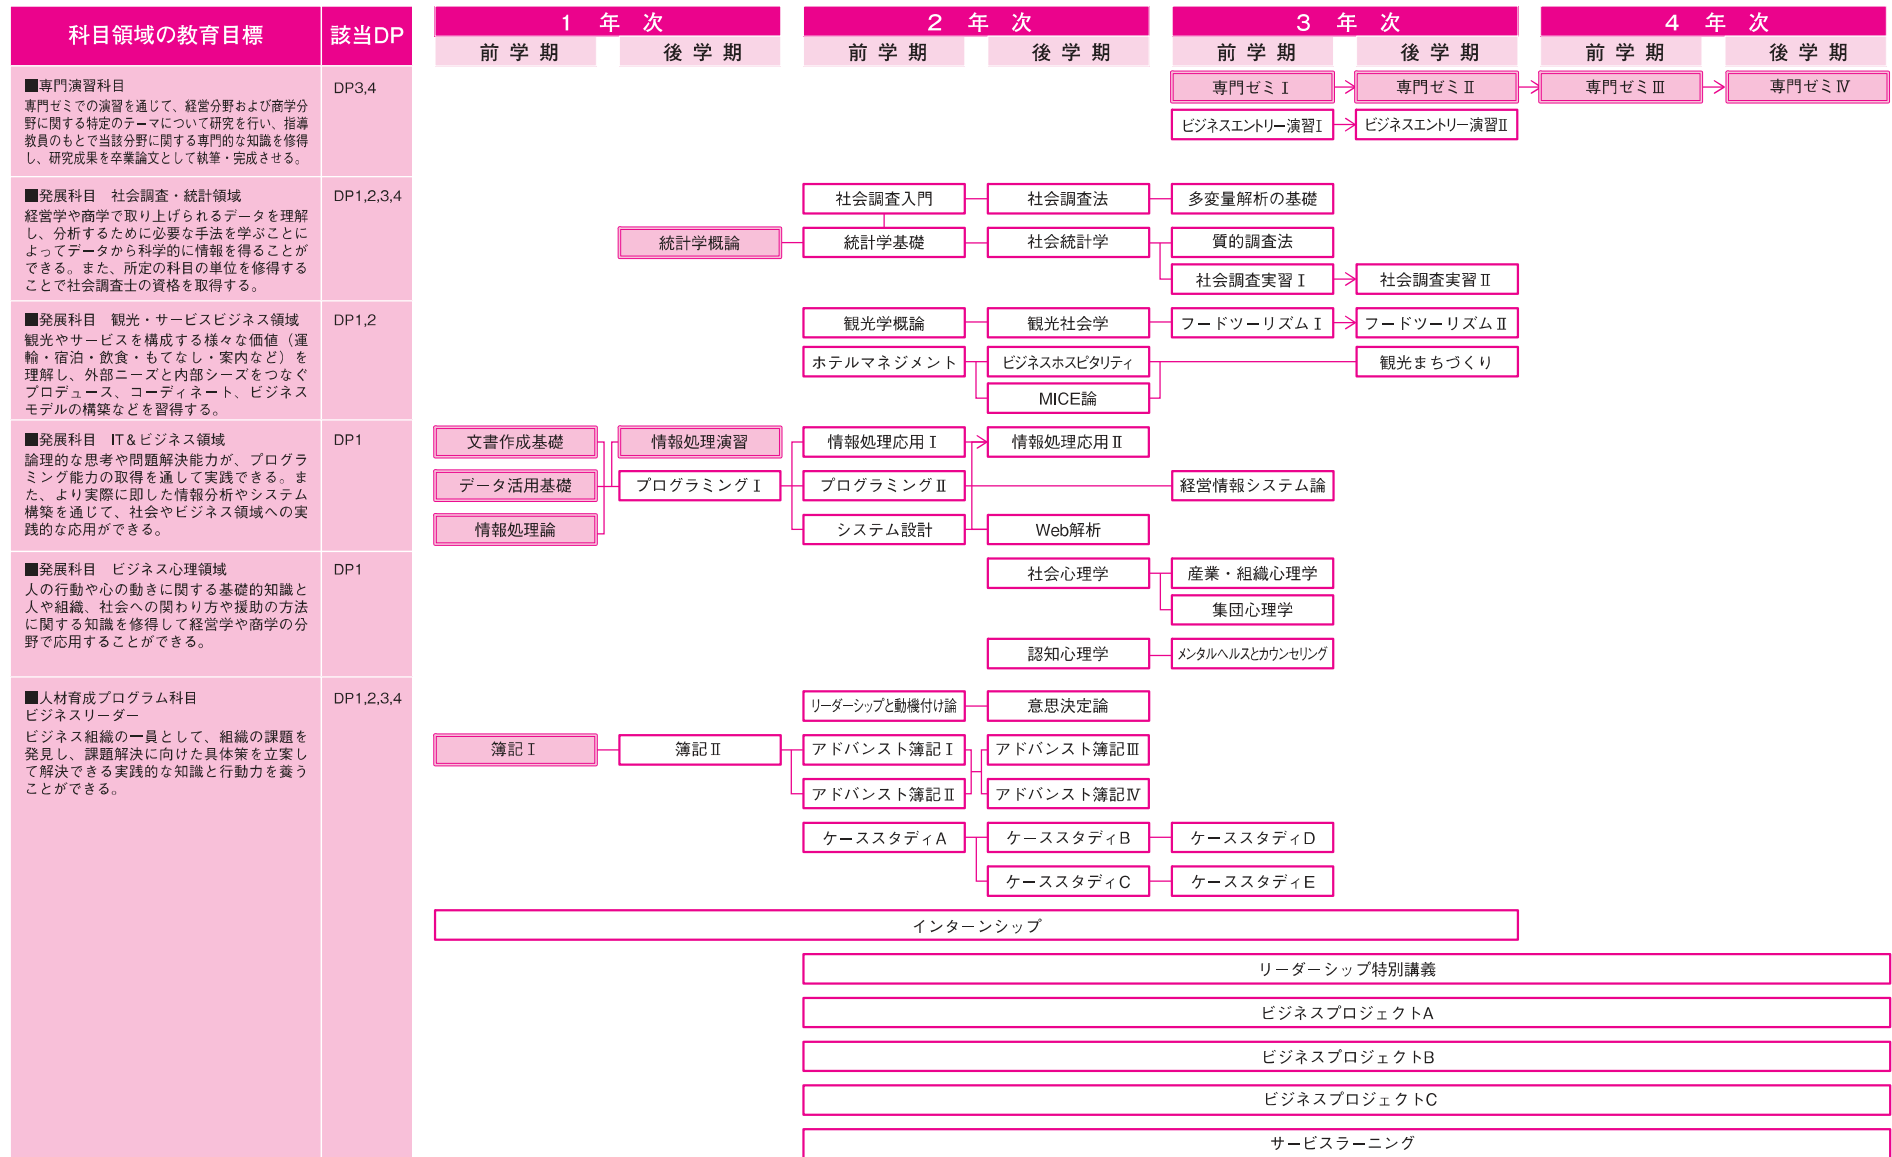 科目領域の教育目標
該当DP
1 年 次
2 年 次
3 年 次
4 年 次
前 学 期
後 学 期
前 学 期
後 学 期
前 学 期
後 学 期
前 学 期
後 学 期
■専門演習科目
専門ゼミでの演習を通じて、経営分野および商学分
野に関する特定のテーマについて研究を行い、指導
教員のもとで当該分野に関する専門的な知識を修得
し、研究成果を卒業論文として執筆・完成させる。
DP3,4
専門ゼミⅠ
専門ゼミⅡ
専門ゼミⅢ
専門ゼミⅣ
ビジネスエントリー演習Ⅰ
ビジネスエントリー演習Ⅱ
■発展科目 社会調査・統計領域
経営学や商学で取り上げられるデータを理解
し、分析するために必要な手法を学ぶことに
よってデータから科学的に情報を得ることが
できる。また、所定の科目の単位を修得する
ことで社会調査士の資格を取得する。
DP1,2,3,4
社会調査入門
社会調査法
多変量解析の基礎
統計学概論
統計学基礎
社会統計学
質的調査法
社会調査実習Ⅰ
社会調査実習Ⅱ
■発展科目 観光・サービスビジネス領域
観光やサービスを構成する様々な価値（運
輸・宿泊・飲食・もてなし・案内など）を
理解し、外部ニーズと内部シーズをつなぐ
プロデュース、コーディネート、ビジネス
モデルの構築などを習得する。
DP1,2
観光学概論
観光社会学
フードツーリズムⅠ
フードツーリズムⅡ
ホテルマネジメント
ビジネスホスピタリティ
観光まちづくり
MICE論
■発展科目 IT＆ビジネス領域
論理的な思考や問題解決能力が、プログラ
ミング能力の取得を通して実践できる。ま
た、より実際に即した情報分析やシステム
構築を通じて、社会やビジネス領域への実
践的な応用ができる。
DP1
文書作成基礎
情報処理演習
情報処理応用Ⅰ
情報処理応用Ⅱ
データ活用基礎
プログラミングⅠ
プログラミングⅡ
経営情報システム論
情報処理論
システム設計
Web解析
■発展科目 ビジネス心理領域
人の行動や心の動きに関する基礎的知識と
人や組織、社会への関わり方や援助の方法
に関する知識を修得して経営学や商学の分
野で応用することができる。
DP1
社会心理学
産業・組織心理学
集団心理学
認知心理学
メンタルヘルスとカウンセリング
■人材育成プログラム科目
ビジネスリーダー
ビジネス組織の一員として、組織の課題を
発見し、課題解決に向けた具体策を立案し
て解決できる実践的な知識と行動力を養う
ことができる。
DP1,2,3,4
リーダーシップと動機付け論
意思決定論
簿記Ⅰ
簿記Ⅱ
アドバンスト簿記Ⅰ
アドバンスト簿記Ⅲ
アドバンスト簿記Ⅱ
アドバンスト簿記Ⅳ
ケーススタディA
ケーススタディB
ケーススタディD
ケーススタディC
ケーススタディE
インターンシップ
リーダーシップ特別講義
ビジネスプロジェクトA
ビジネスプロジェクトB
ビジネスプロジェクトC
サービスラーニング